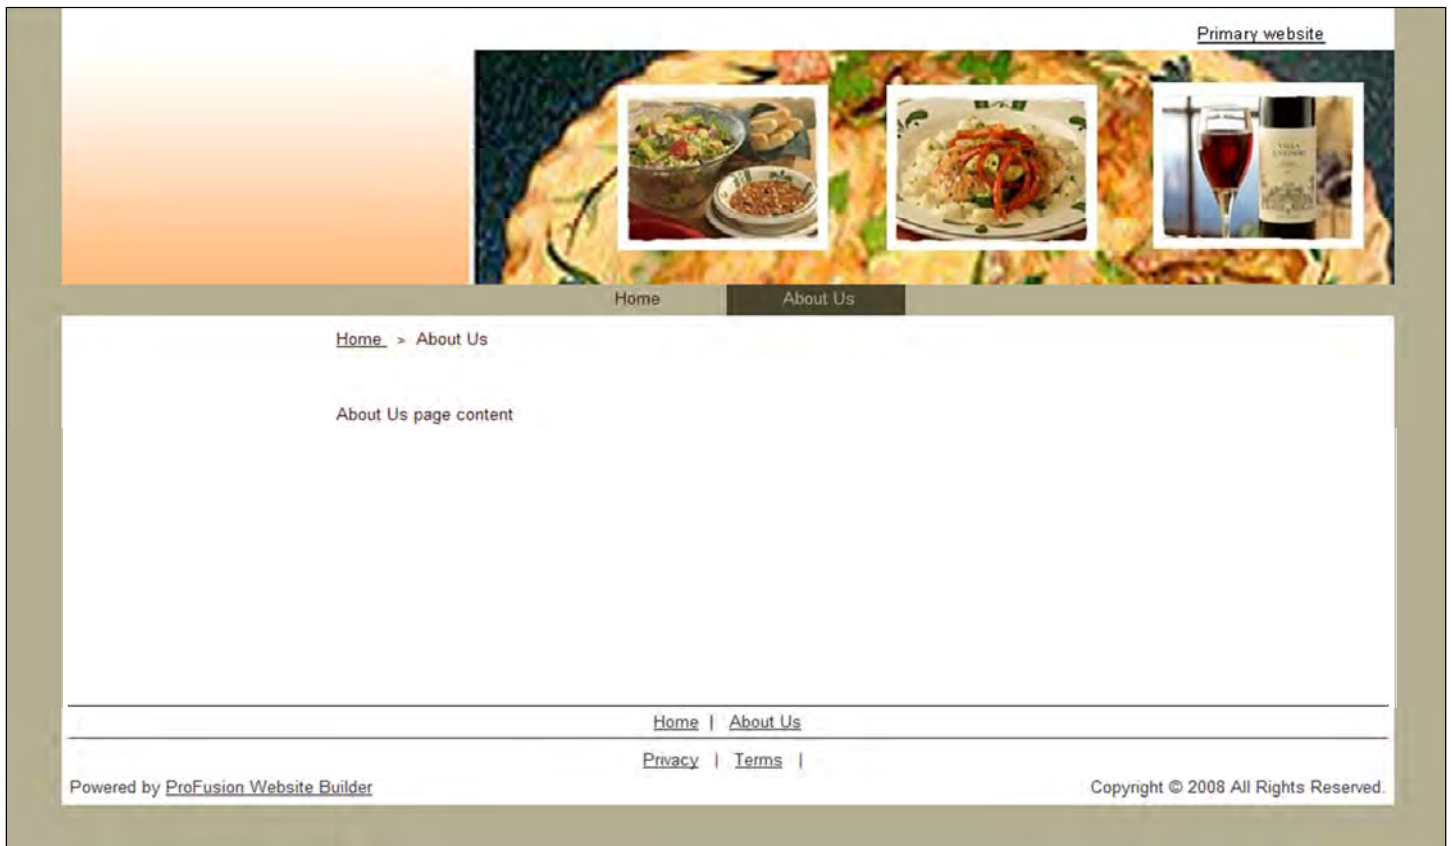 Primary website
Home About Us
Home > About Us
About Us page content
Home | About Us
Privacy | Terms |
Powered by ProFusion Website Builder
Copyright © 2008 All Rights Reserved.